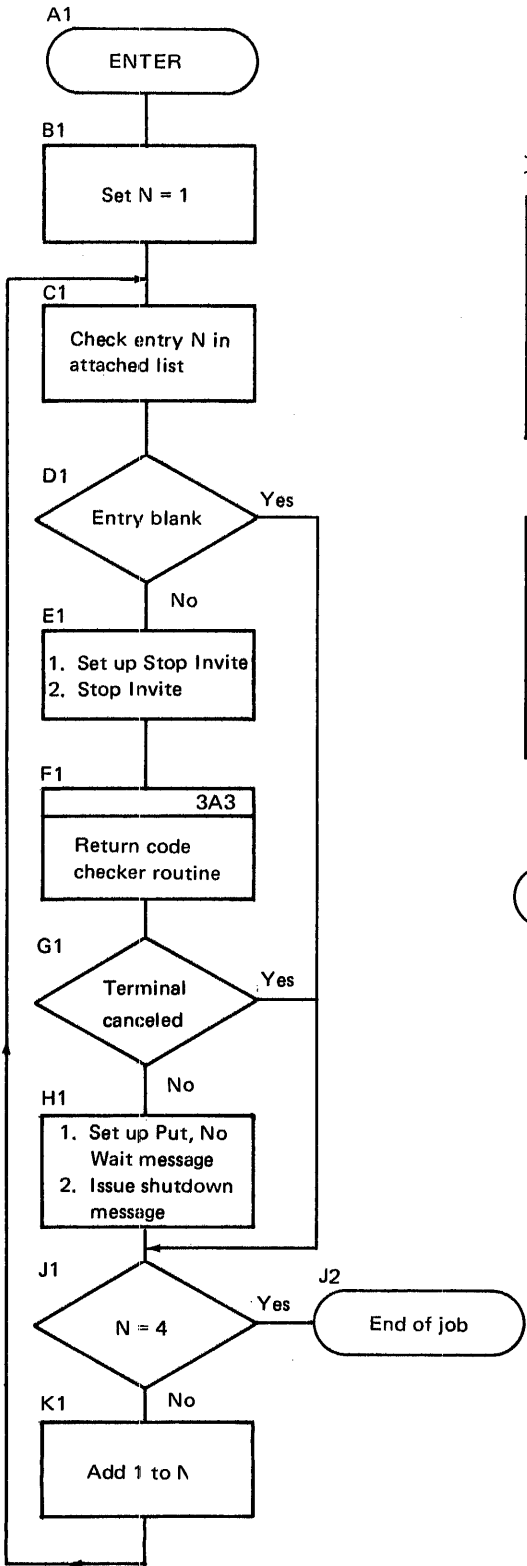 A1
ENTER
B1
Set N = 1
C1
Check entry N in
attached list
D1
Entry blank
Yes
No
E1
1. Set up Stop Invite
2. Stop Invite
F1
3A3
Return code
checker routine
G1
Terminal
canceled
Yes
No
H1
1. Set up Put, No
Wait message
2. Issue shutdown
message
J1
N = 4
Yes
J2
End of job
No
K1
Add 1 to N